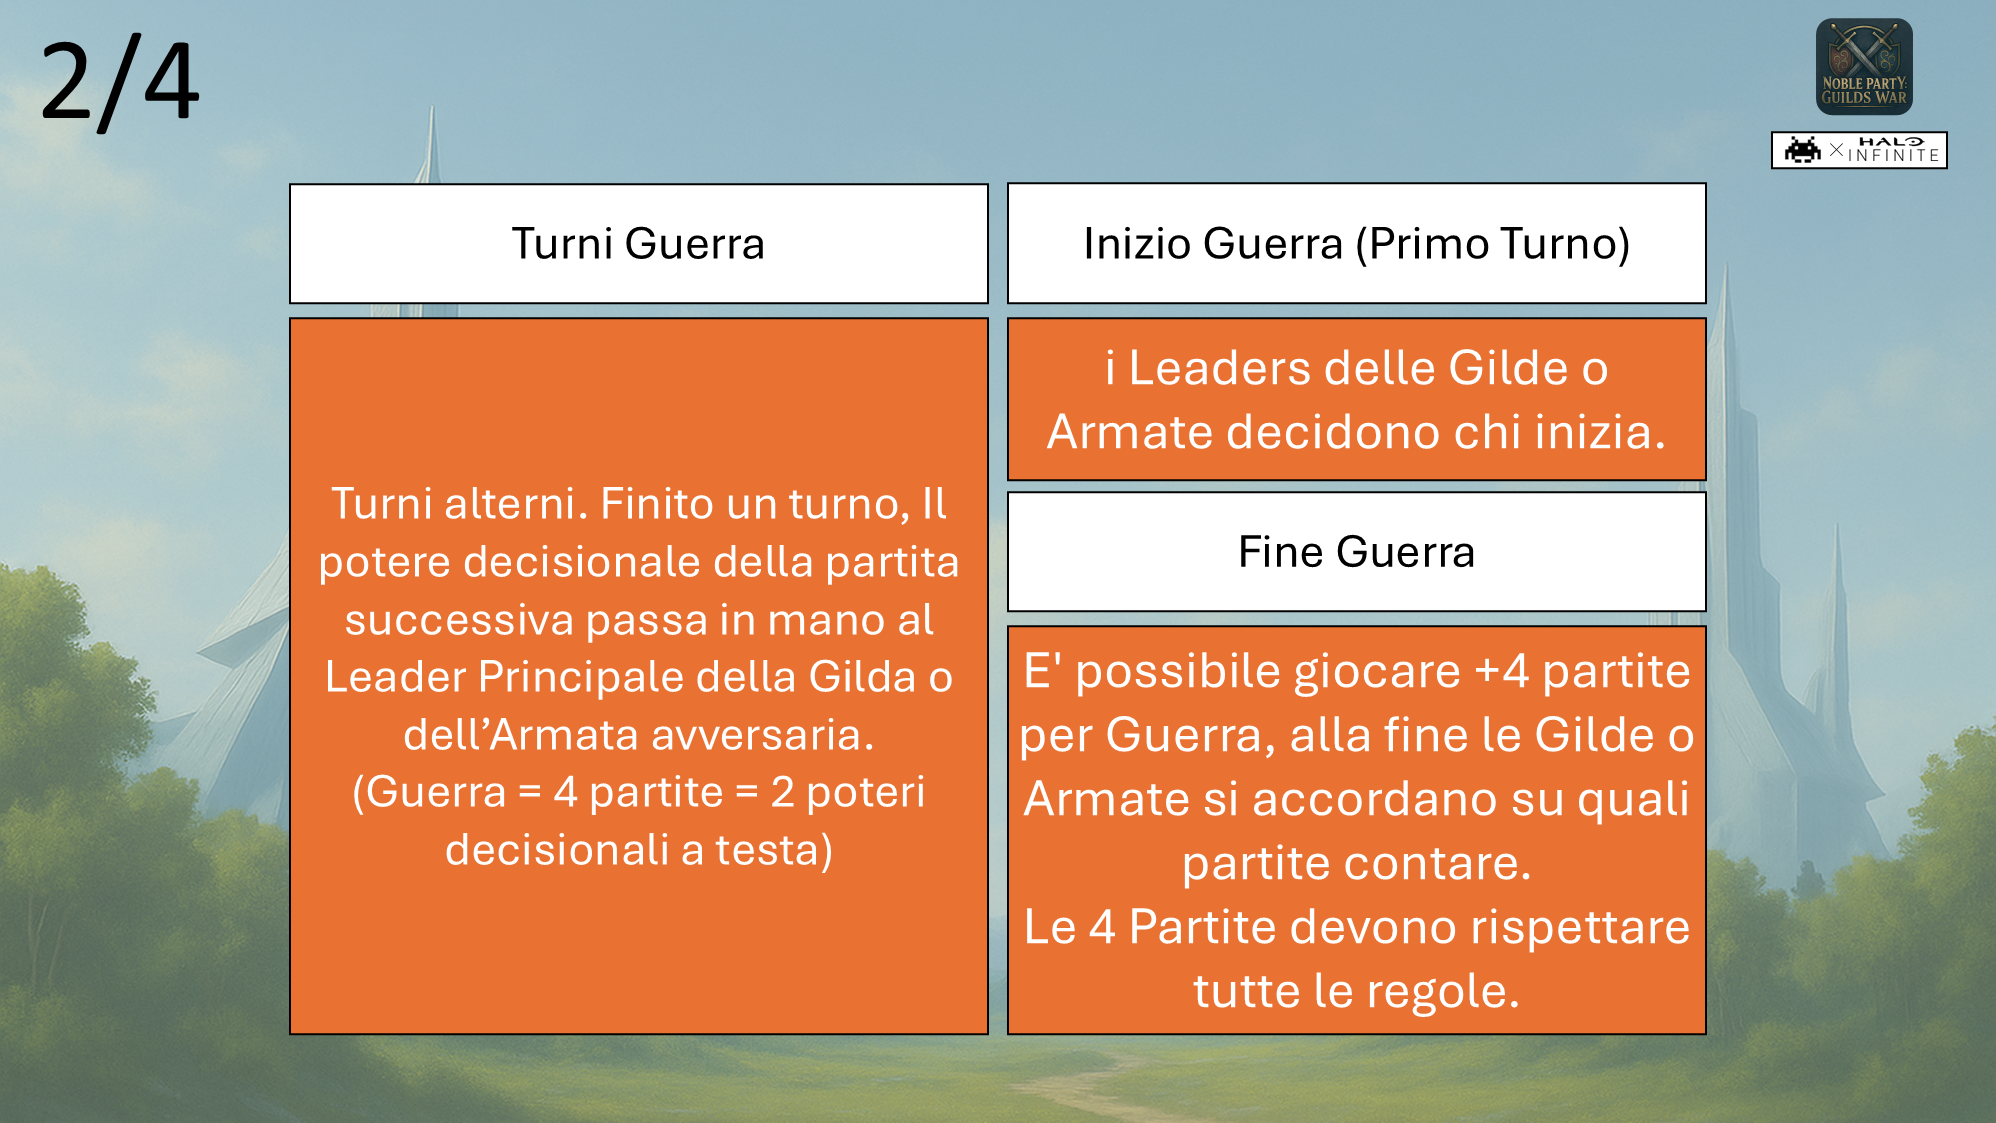 2/4
NOBLE PARTY:
GUILDS WAR
HALO
INFINITE
Turni Guerra
Turni alterni. Finito un turno, Il
potere decisionale della partita
successiva passa in mano al
Leader Principale della Gilda o
dell’Armata avversaria.
(Guerra = 4 partite = 2 poteri
decisionali a testa)
Inizio Guerra (Primo Turno)
i Leaders delle Gilde o
Armate decidono chi inizia.
Fine Guerra
E' possibile giocare +4 partite
per Guerra, alla fine le Gilde o
Armate si accordano su quali
partite contare.
Le 4 Partite devono rispettare
tutte le regole.